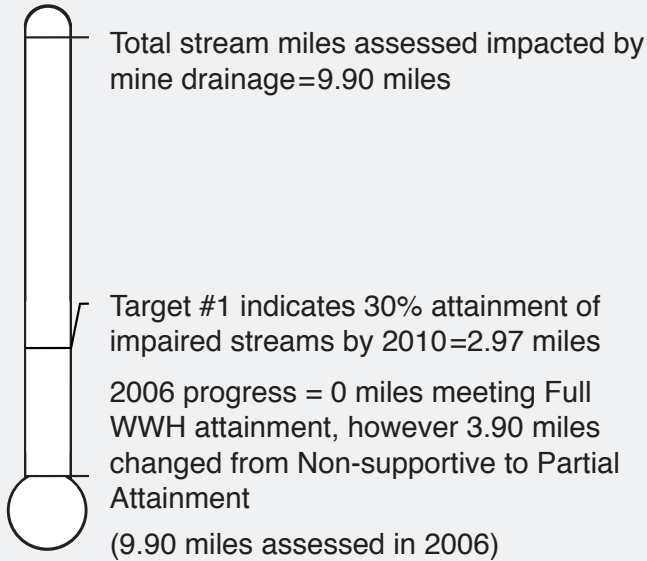 Total stream miles assessed impacted by
mine drainage=9.90 miles
Target #1 indicates 30% attainment of
impaired streams by 2010=2.97 miles
2006 progress = 0 miles meeting Full
WWH attainment, however 3.90 miles
changed from Non-supportive to Partial
Attainment
(9.90 miles assessed in 2006)